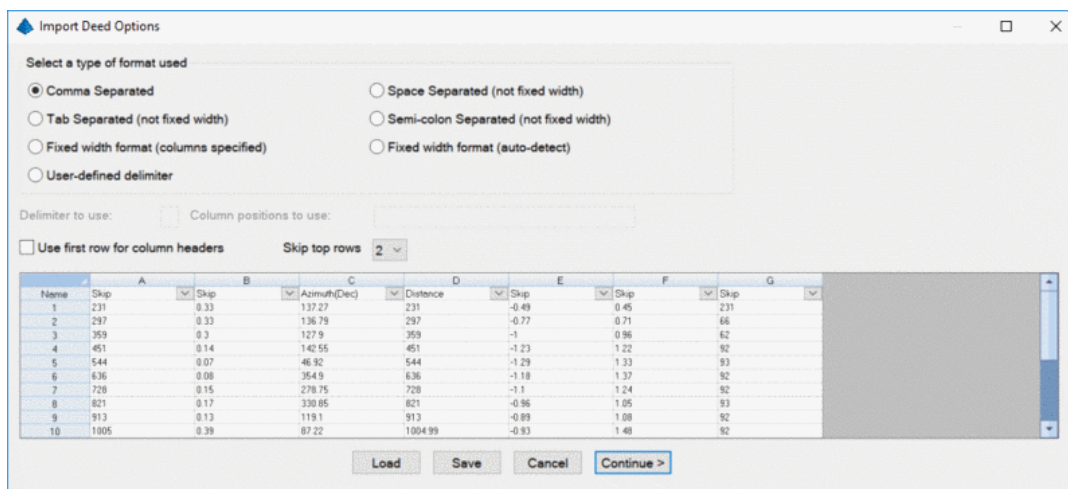 Import Deed Options
Select a type of format used
Comma Separated
Space Separated (not fixed width)
Tab Separated (not fixed width)
Semi-colon Separated (not fixed width)
Fixed width format (columns specified)
Fixed width format (auto-detect)
User-defined delimiter
Delimiter to use: Column positions to use:
Use first row for column headers Skip top rows 2
A B C D E F G
Name Skip Skip Azimuth(Dec) Distance Skip Skip Skip
1 231 0.33 137.27 231 -0.49 0.45 231
2 297 0.33 136.79 297 -0.77 0.71 66
3 359 0.3 127.9 359 -1 0.96 62
4 451 0.14 142.55 451 -1.23 1.22 92
5 544 0.07 46.92 544 -1.29 1.33 93
6 636 0.08 354.9 636 -1.18 1.37 92
7 728 0.15 278.75 728 -1.1 1.24 92
8 821 0.17 330.85 821 -0.96 1.05 93
9 913 0.13 119.1 913 -0.89 1.08 92
10 1005 0.39 87.22 1004.99 -0.93 1.48 92
Load Save Cancel Continue >